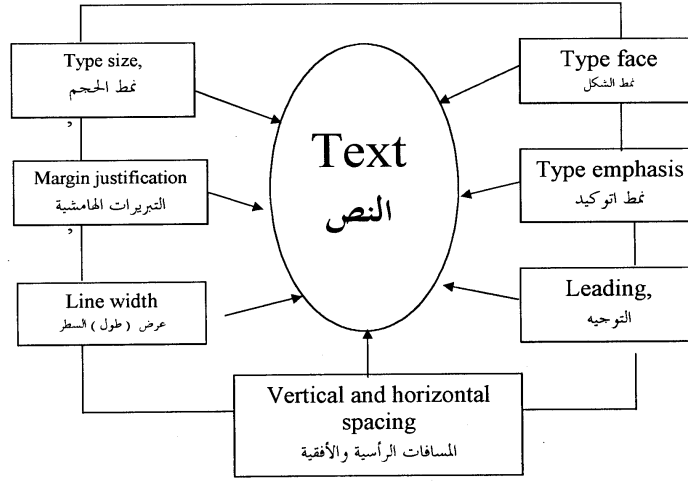 Type size,
نمط الحجم
,
Type face
نمط الشكل
Text
النص
Margin justification
التبريرات الهامشية
,
Type emphasis
نمط اتوكيد
Line width
عرض ( طول ) السطر
Leading,
التوجيه
Vertical and horizontal
spacing
المسافات الرأسية والأفقية